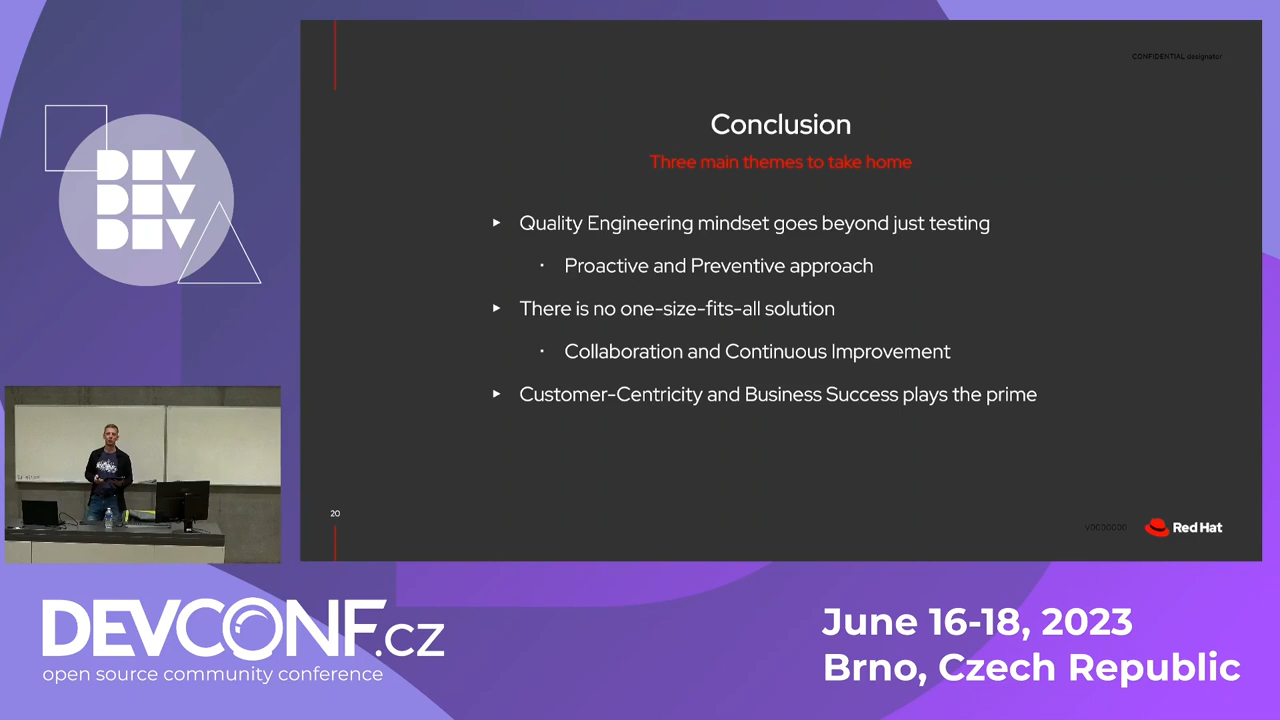 DEV
DEV
DEV
CONFIDENTIAL designator
Conclusion
Three main themes to take home
Quality Engineering mindset goes beyond just testing
Proactive and Preventive approach
There is no one-size-fits-all solution
Collaboration and Continuous Improvement
Customer-Centricity and Business Success plays the prime
20
V0000000
Red Hat
DEVCONF.cz
open source community conference
June 16-18, 2023
Brno, Czech Republic